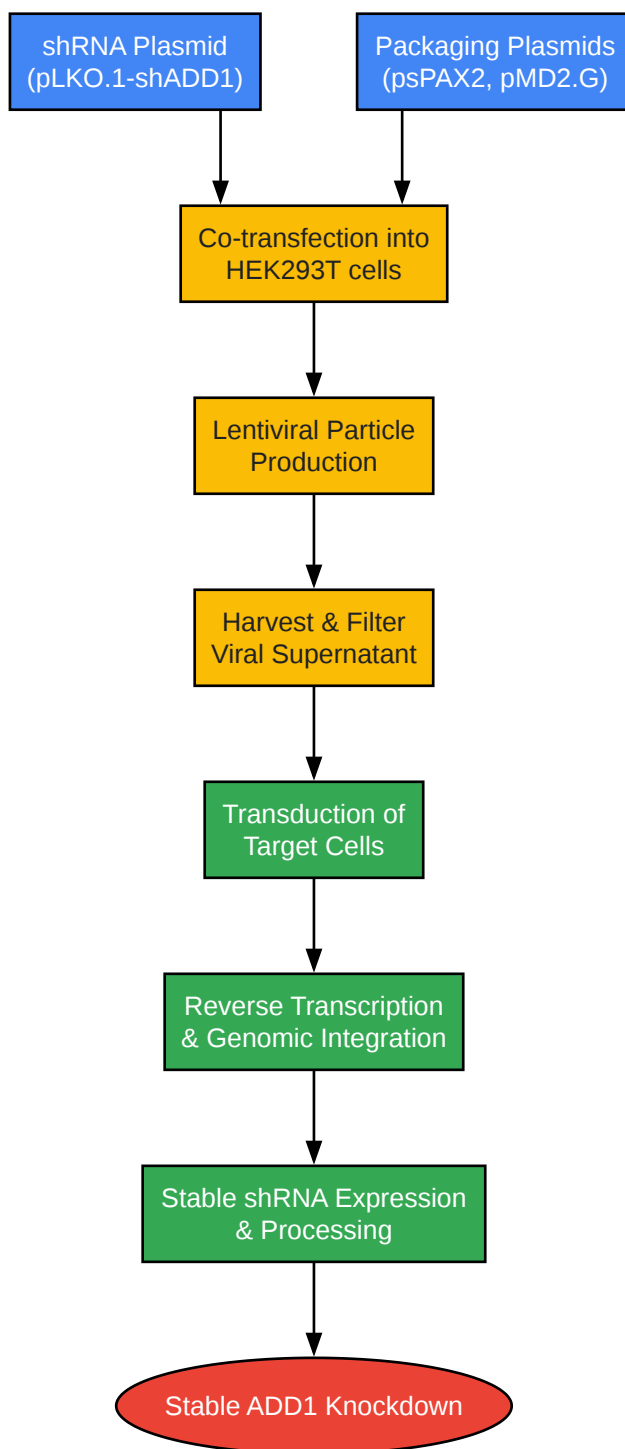 shRNA Plasmid
(pLKO.1-shADD1)
Packaging Plasmids
(psPAX2, pMD2.G)
Co-transfection into
HEK293T cells
Lentiviral Particle
Production
Harvest & Filter
Viral Supernatant
Transduction of
Target Cells
Reverse Transcription
& Genomic Integration
Stable shRNA Expression
& Processing
Stable ADD1 Knockdown